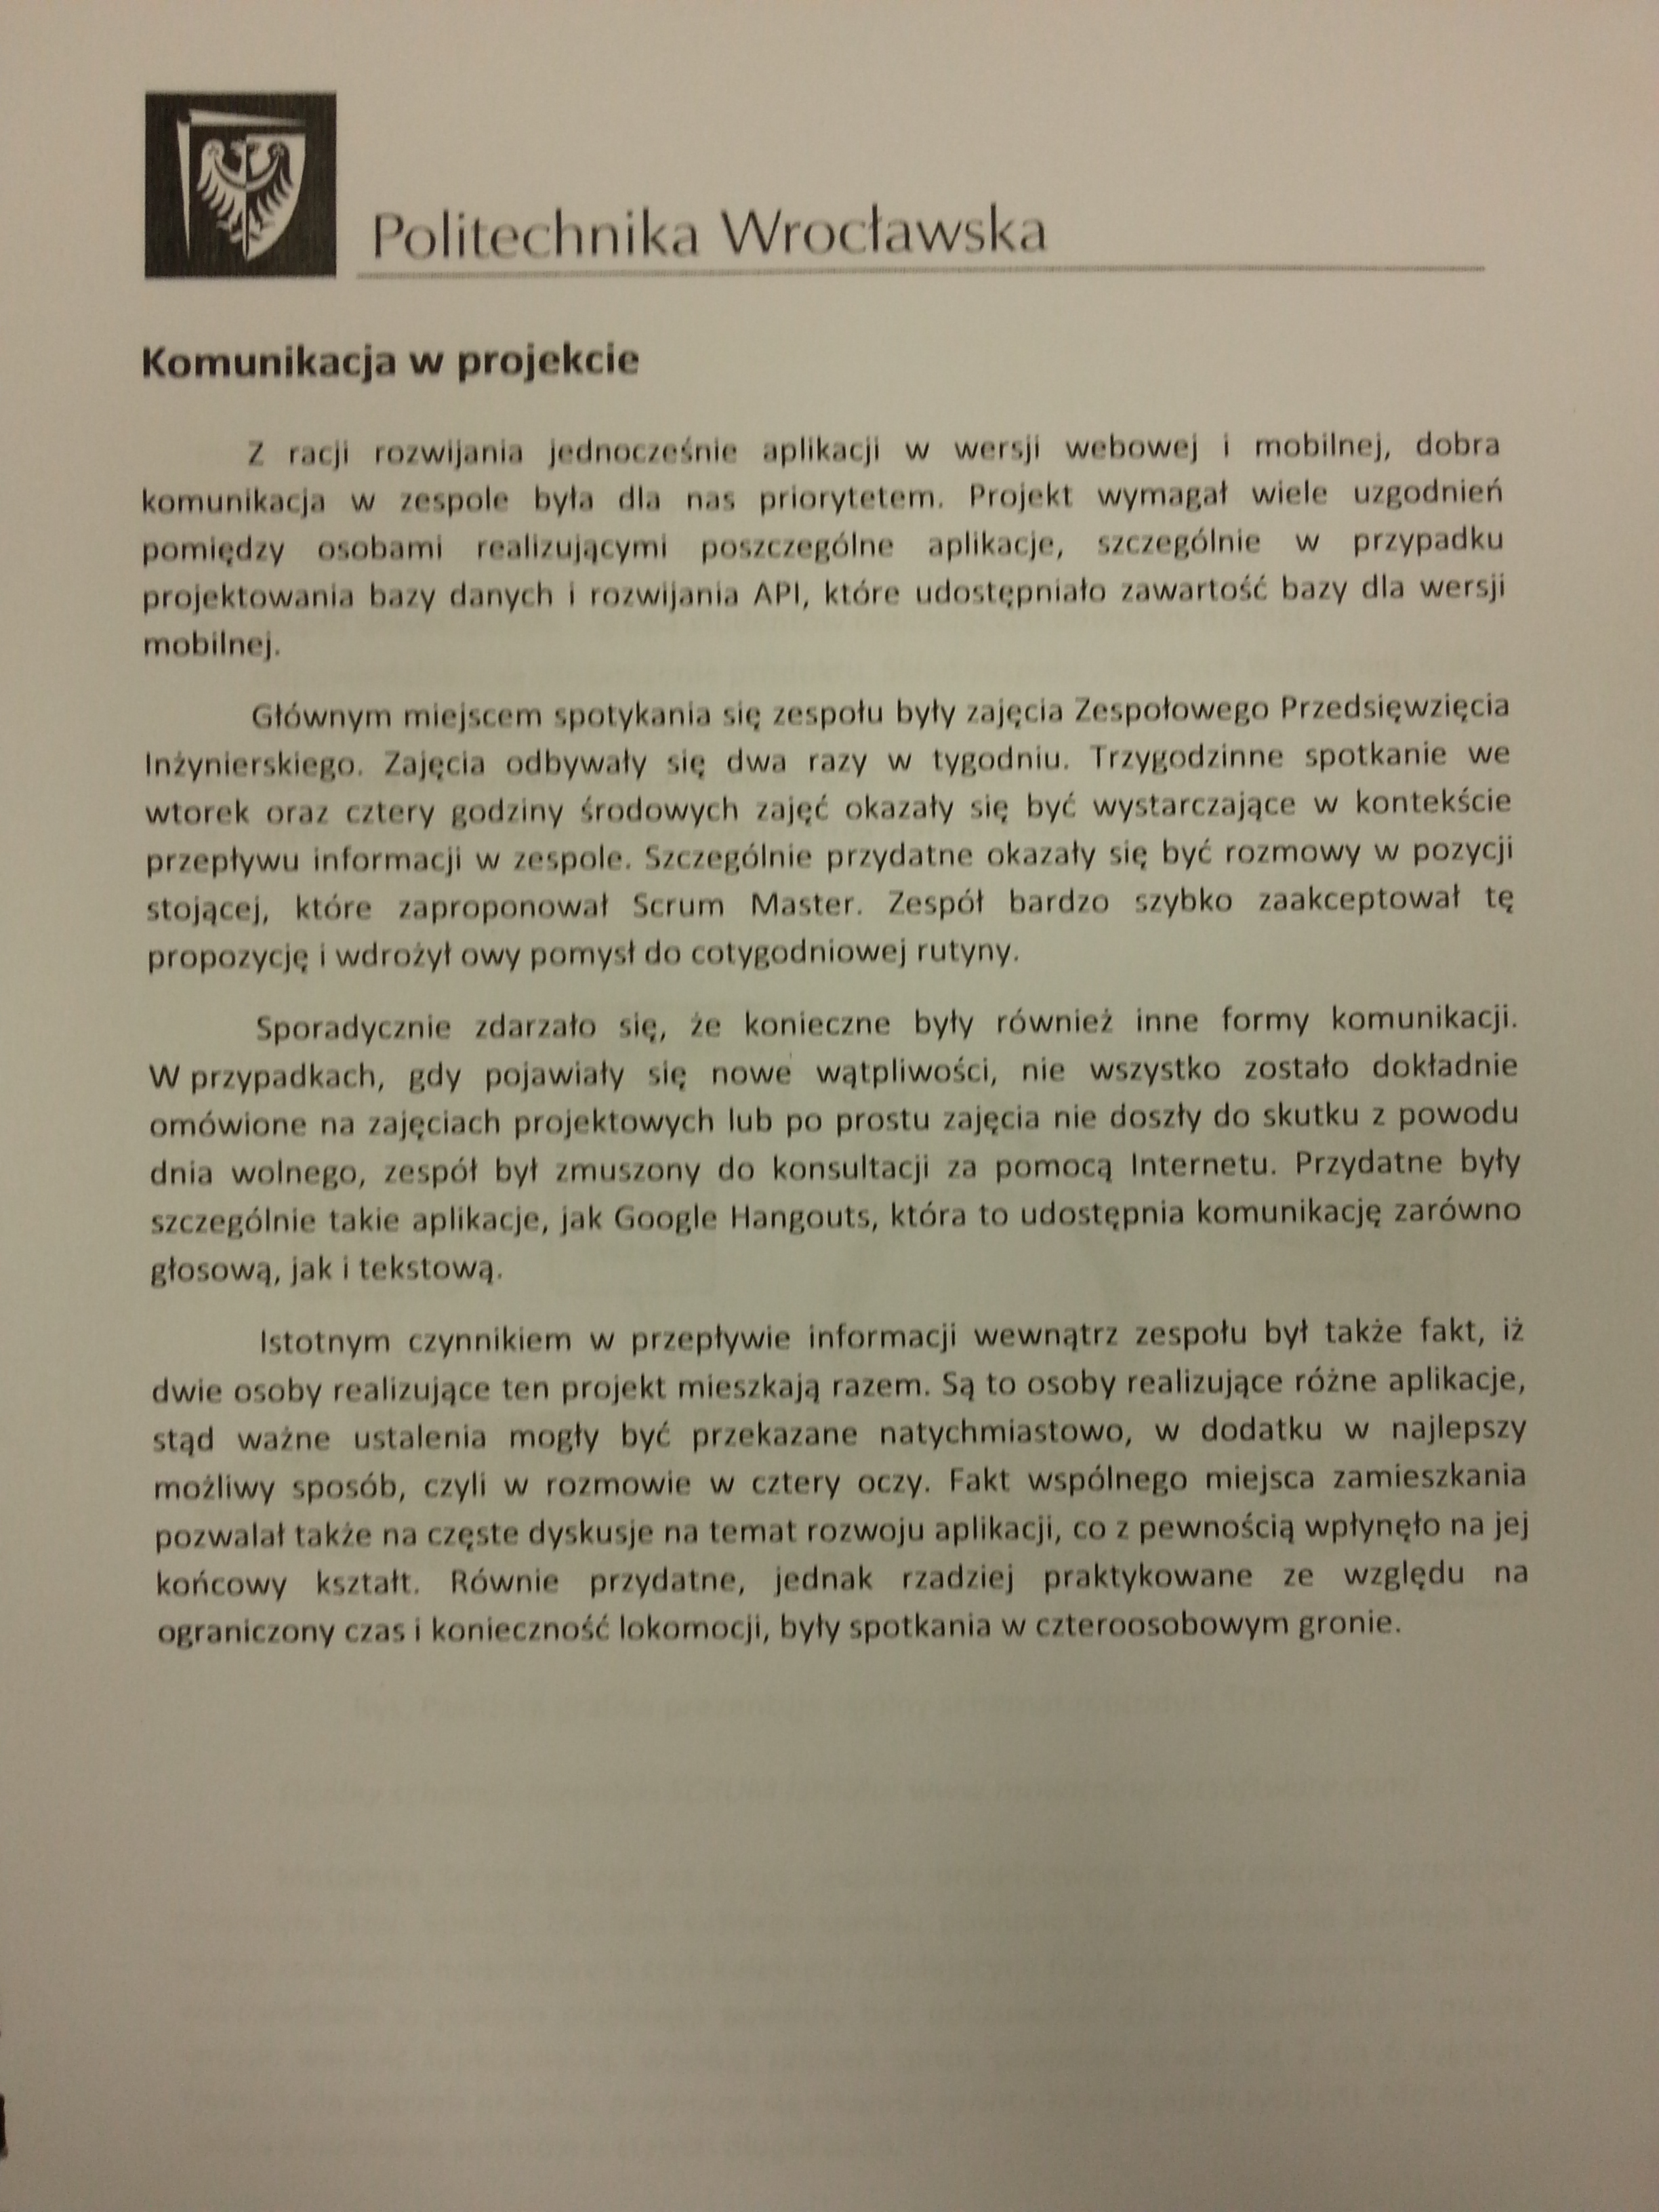 Politechnika Wrocławska
Komunikacja w projekcie
Z racji rozwijania jednocześnie aplikacji w wersji webowej i mobilnej, dobra
komunikacja w zespole była dla nas priorytetem. Projekt wymagał wiele uzgodnień
pomiędzy osobami realizującymi poszczególne aplikacje, szczególnie w przypadku
projektowania bazy danych i rozwijania API, które udostępniało zawartość bazy dla wersji
mobilnej.
Głównym miejscem spotykania się zespołu były zajęcia Zespołowego Przedsięwzięcia
Inżynierskiego. Zajęcia odbywały się dwa razy w tygodniu. Trzygodzinne spotkanie we
wtorek oraz cztery godziny środowych zajęć okazały się być wystarczające w kontekście
przepływu informacji w zespole. Szczególnie przydatne okazały się być rozmowy w pozycji
stojącej, które zaproponował Scrum Master. Zespół bardzo szybko zaakceptował tę
propozycję i wdrożył owy pomysł do cotygodniowej rutyny.
Sporadycznie zdarzało się, że konieczne były również inne formy komunikacji.
W przypadkach, gdy pojawiały się nowe wątpliwości, nie wszystko zostało dokładnie
omówione na zajęciach projektowych lub po prostu zajęcia nie doszły do skutku z powodu
dnia wolnego, zespół był zmuszony do konsultacji za pomocą Internetu. Przydatne były
szczególnie takie aplikacje, jak Google Hangouts, która to udostępnia komunikację zarówno
głosową, jak i tekstową.
Istotnym czynnikiem w przepływie informacji wewnątrz zespołu był także fakt, iż
dwie osoby realizujące ten projekt mieszkają razem. Są to osoby realizujące różne aplikacje,
stąd ważne ustalenia mogły być przekazane natychmiastowo, w dodatku w najlepszy
możliwy sposób, czyli w rozmowie w cztery oczy. Fakt wspólnego miejsca zamieszkania
pozwalał także na częste dyskusje na temat rozwoju aplikacji, co z pewnością wpłynęło na jej
końcowy kształt. Równie przydatne, jednak rzadziej praktykowane ze względu na
ograniczony czas i konieczność lokomocji, były spotkania w czteroosobowym gronie.